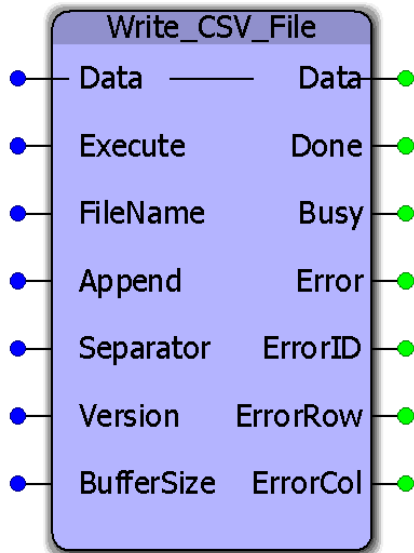 Write_CSV_File
Data Data
Execute Done
FileName Busy
Append Error
Separator ErrorID
Version ErrorRow
BufferSize ErrorCol